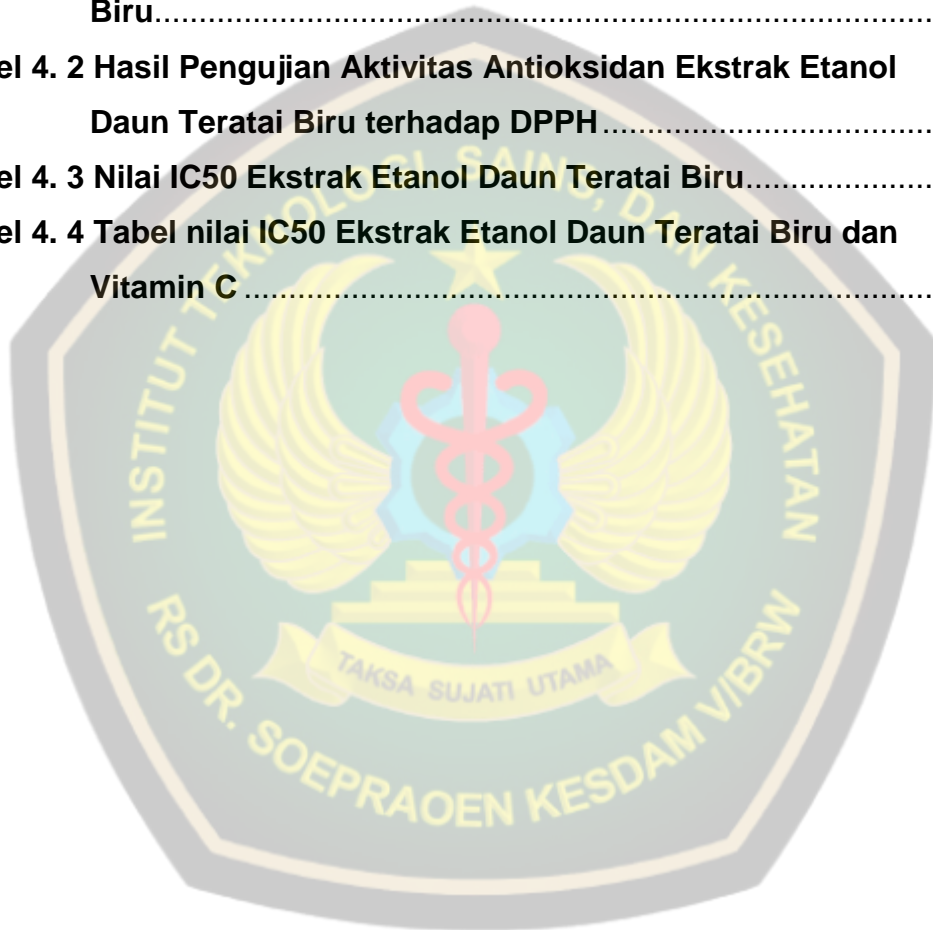 Biru
el 4. 2 Hasil Pengujian Aktivitas Antioksidan Ekstrak Etanol
Daun Teratai Biru terhadap DPPH
el 4. 3 Nilai IC50 Ekstrak Etanol Daun Teratai Biru
el 4. 4 Tabel nilai IC50 Ekstrak Etanol Daun Teratai Biru dan
Vitamin C
INSTITUT TEKNOLOGI, SAINS, DAN KESEHATAN
TAKSA SUJATI UTAMA
RS DR. SOEPRAOEN KESDAM V/BRW